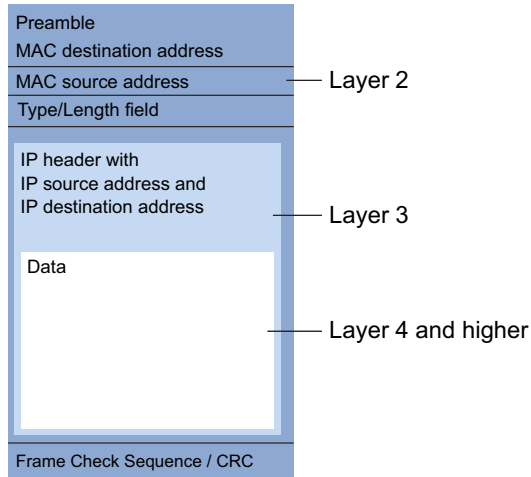 Preamble
MAC destination address
MAC source address
Layer 2
Type/Length field
IP header with
IP source address and
IP destination address
Layer 3
Data
Layer 4 and higher
Frame Check Sequence / CRC